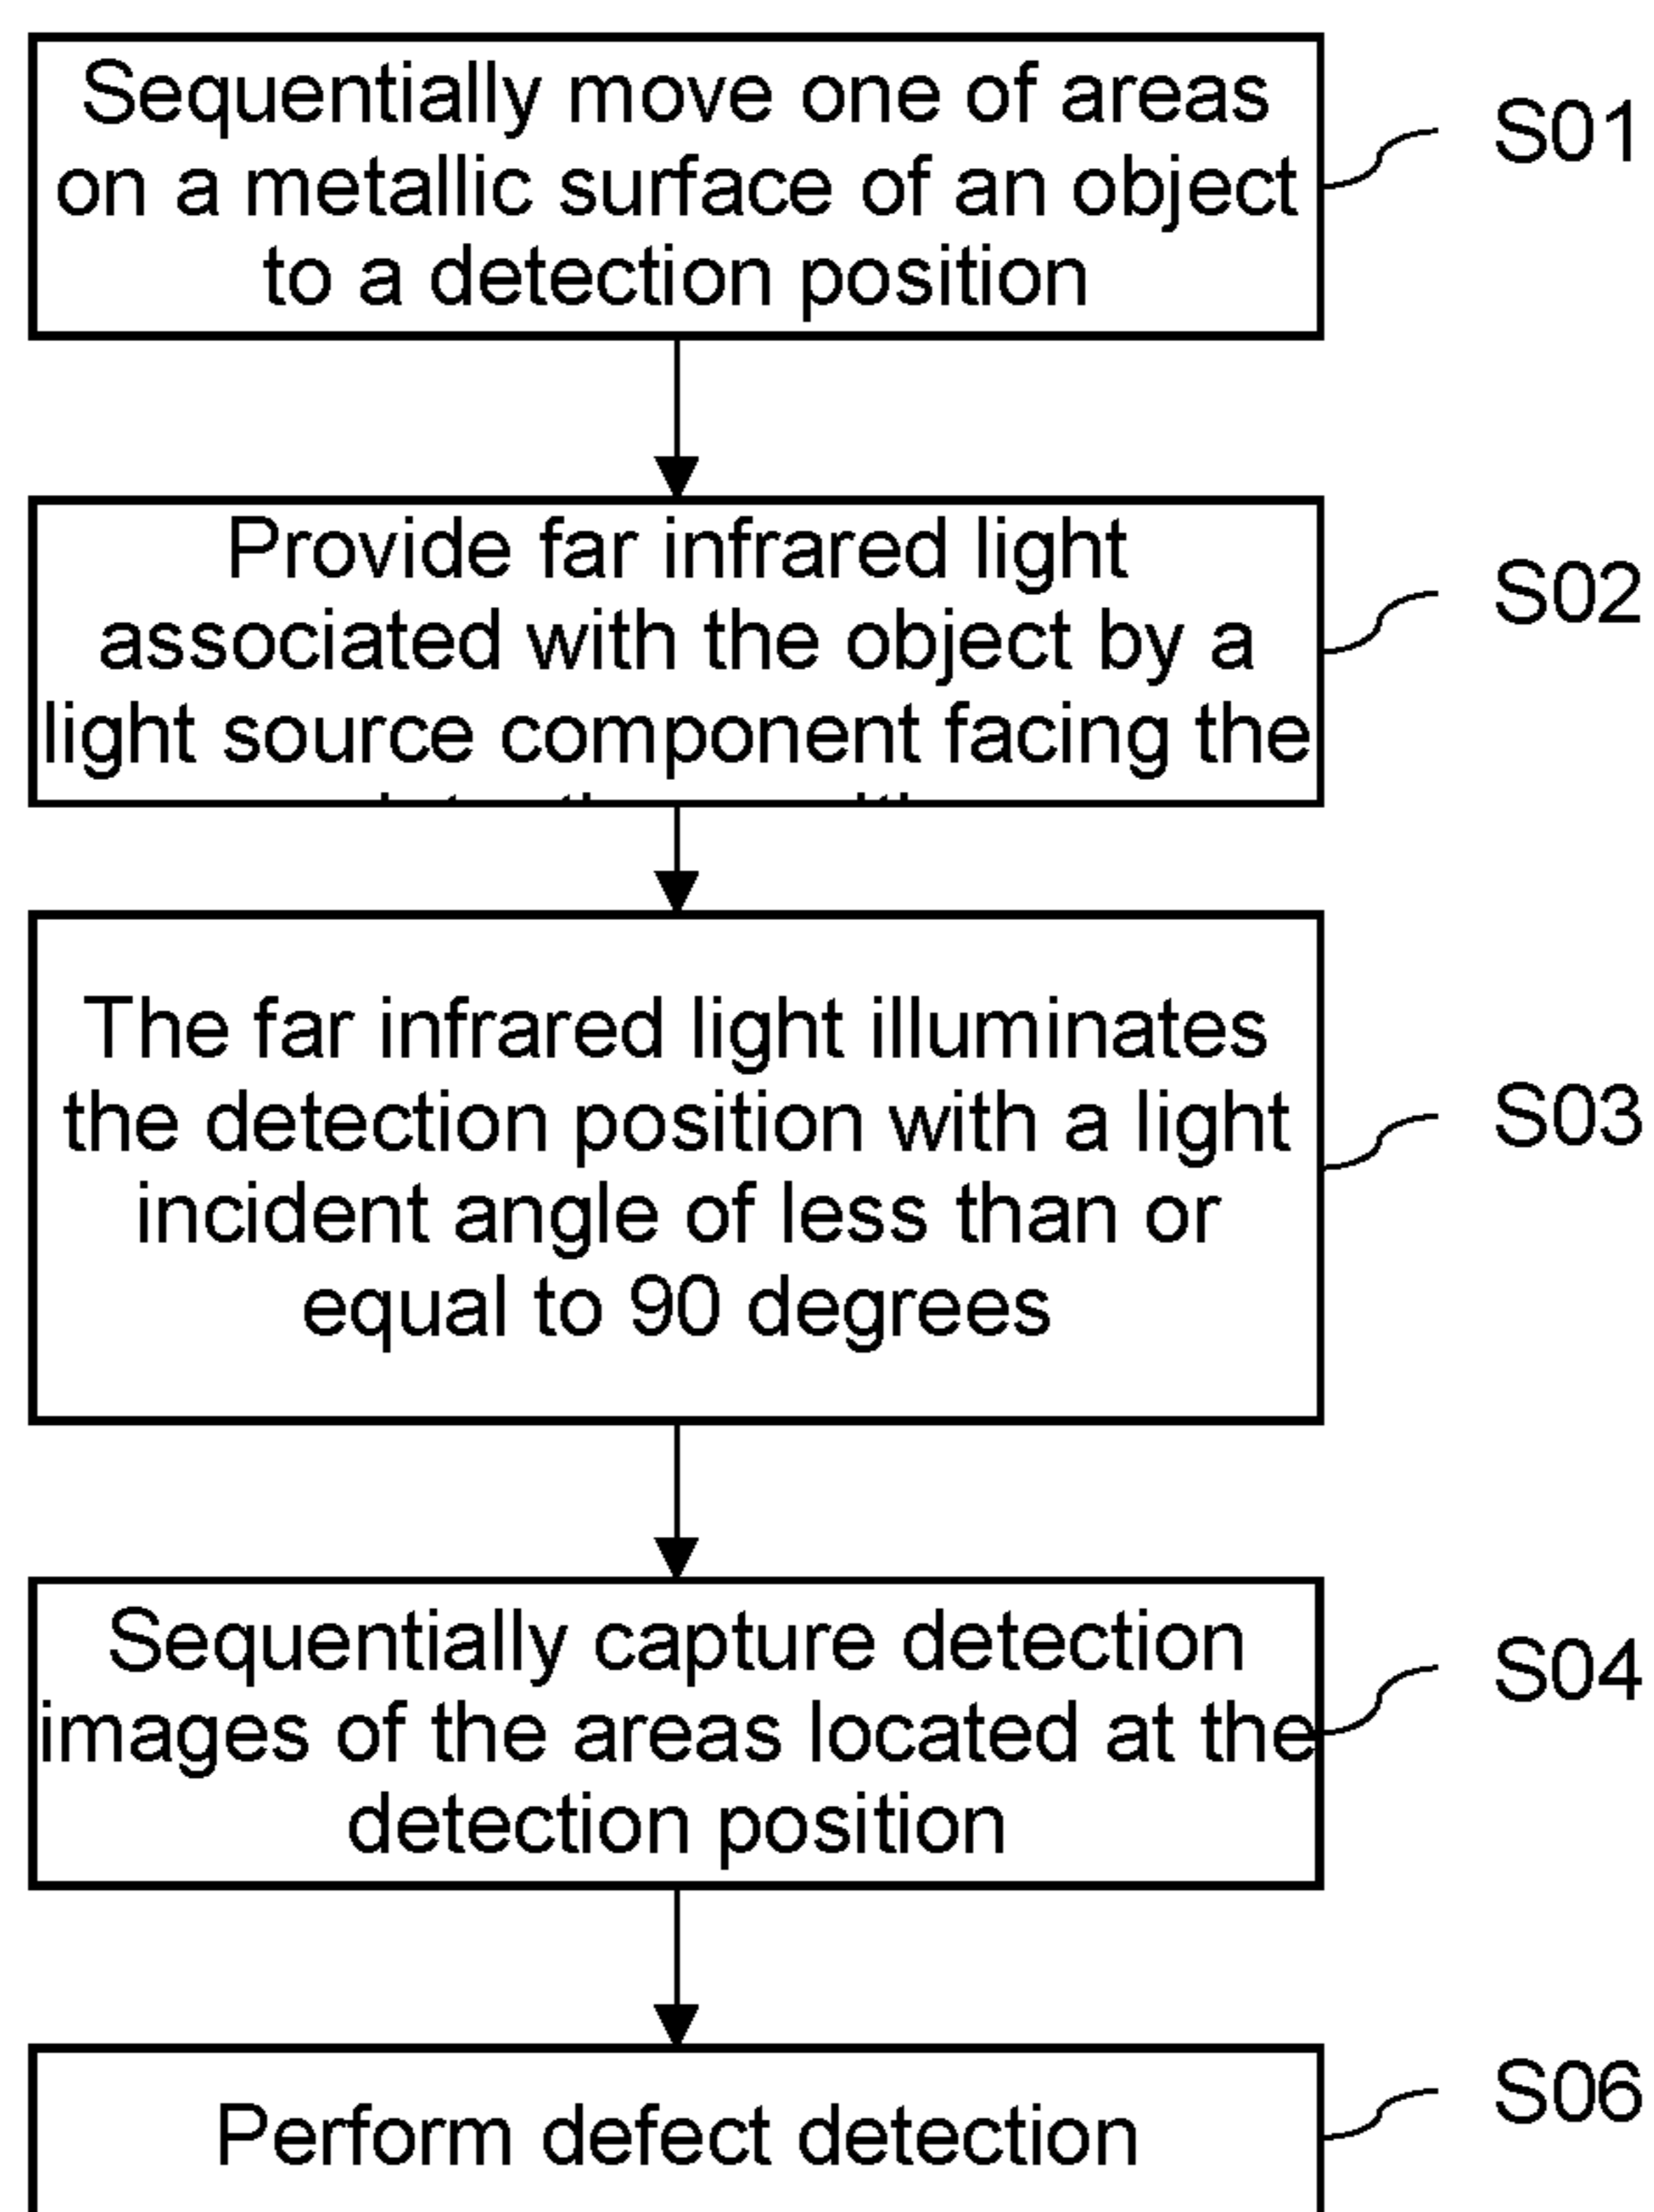 Sequentially move one of areas
on a metallic surface of an object
to a detection position
S01
Provide far infrared light
associated with the object by a
light source component facing the
S02
The far infrared light illuminates
the detection position with a light
incident angle of less than or
equal to 90 degrees
S03
Sequentially capture detection
images of the areas located at the
detection position
S04
Perform defect detection
S06